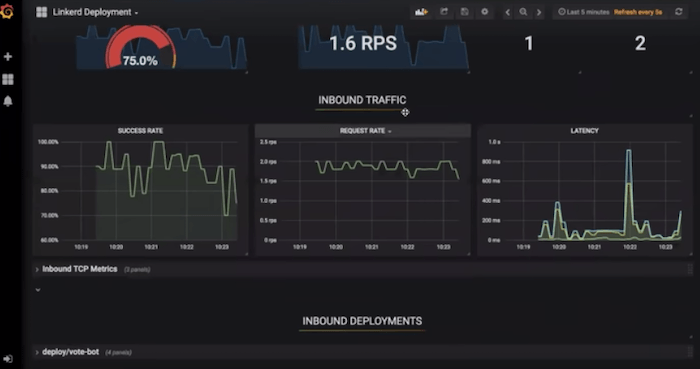 Linkerd Deployment
Last 5 minutes Refresh every 5s
75.0%
1.6 RPS
1
2
INBOUND TRAFFIC
SUCCESS RATE
100.00%
90.00%
80.00%
70.00%
60.00%
10:19 10:20 10:21 10:22 10:23
REQUEST RATE
2.5 rps
2.0 rps
1.5 rps
1.0 rps
0.5 rps
0 rps
10:19 10:20 10:21 10:22 10:23
LATENCY
1.0 s
800 ms
600 ms
400 ms
200 ms
0 ms
10:19 10:20 10:21 10:22 10:23
Inbound TCP Metrics (3 panels)
INBOUND DEPLOYMENTS
deploy/vote-bot (4 panels)